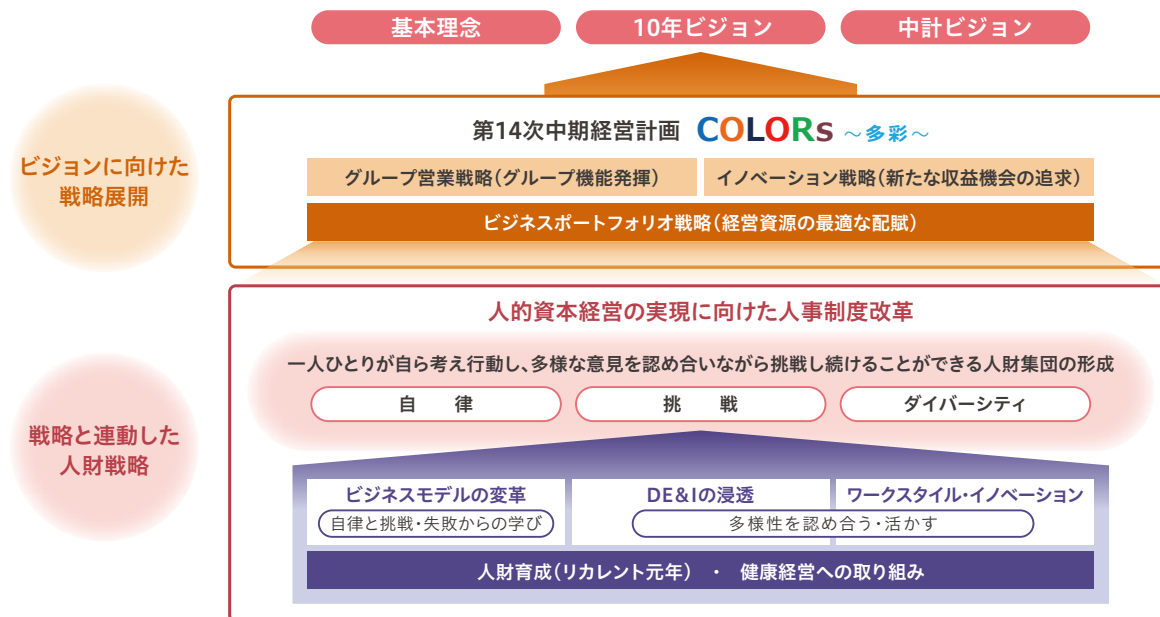 基本理念
10年ビジョン
中計ビジョン
ビジョンに向けた
戦略展開
第14次中期経営計画 COLORs ～多彩～
グループ営業戦略（グループ機能発揮）
イノベーション戦略（新たな収益機会の追求）
ビジネスポートフォリオ戦略（経営資源の最適な配賦）
戦略と連動した
人財戦略
人的資本経営の実現に向けた人事制度改革
一人ひとりが自ら考え行動し、多様な意見を認め合いながら挑戦し続けることができる人財集団の形成
自　律
挑　戦
ダイバーシティ
ビジネスモデルの変革
DE&Iの浸透
ワークスタイル・イノベーション
自律と挑戦・失敗からの学び
多様性を認め合う・活かす
人財育成（リカレント元年）　・　健康経営への取り組み